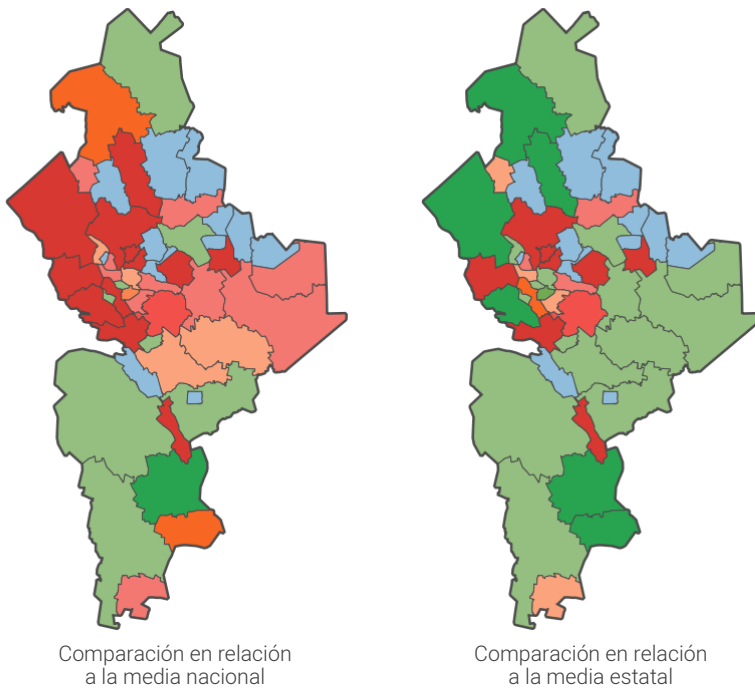 Comparación en relación
a la media nacional
Comparación en relación
a la media estatal